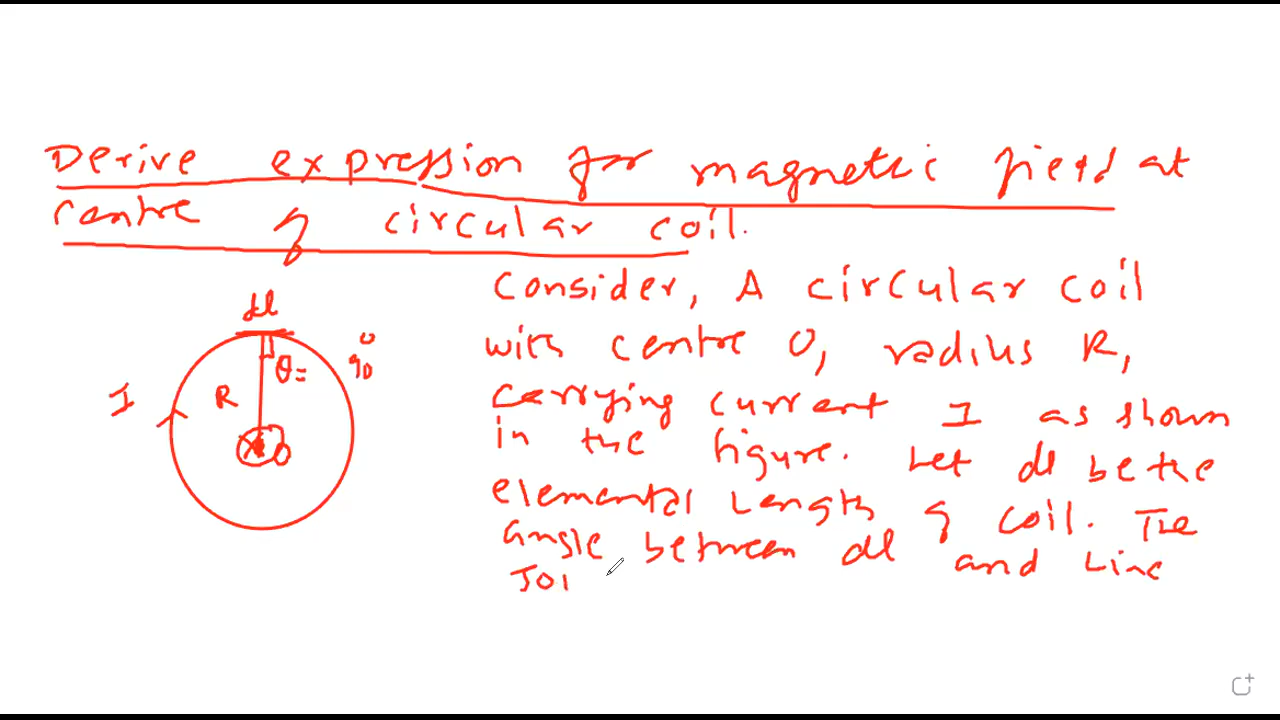 Derive expression for magnetic field at
centre of circular coil.
dl
I
R
θ= 90°
O
Consider, A circular coil
with centre O, radius R,
carrying current I as shown
in the figure. Let dl be the
elemental Length of coil. The
angle between dl and Line
Joi